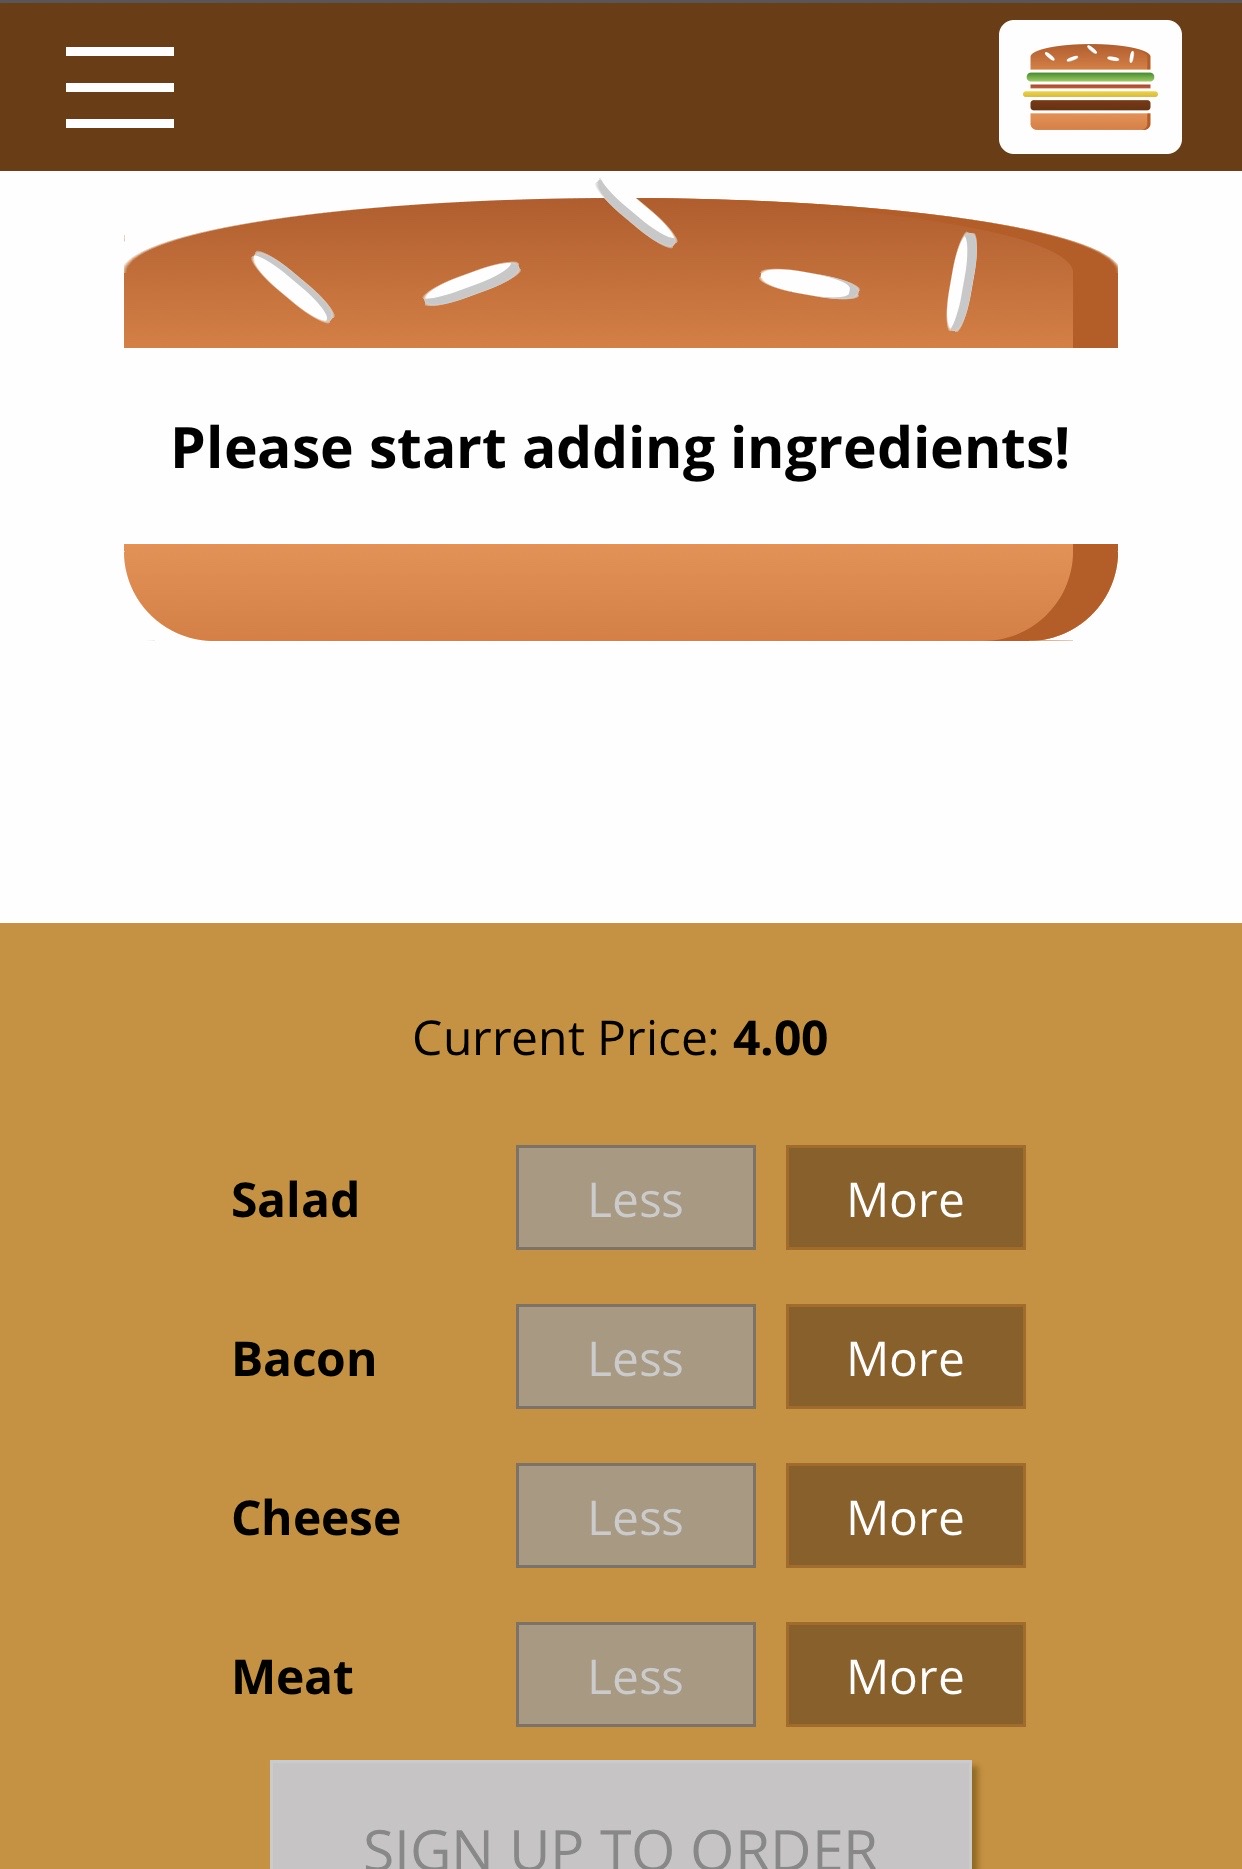 Please start adding ingredients!
Current Price: 4.00
Salad Less More
Bacon Less More
Cheese Less More
Meat Less More
SIGN UP TO ORDER